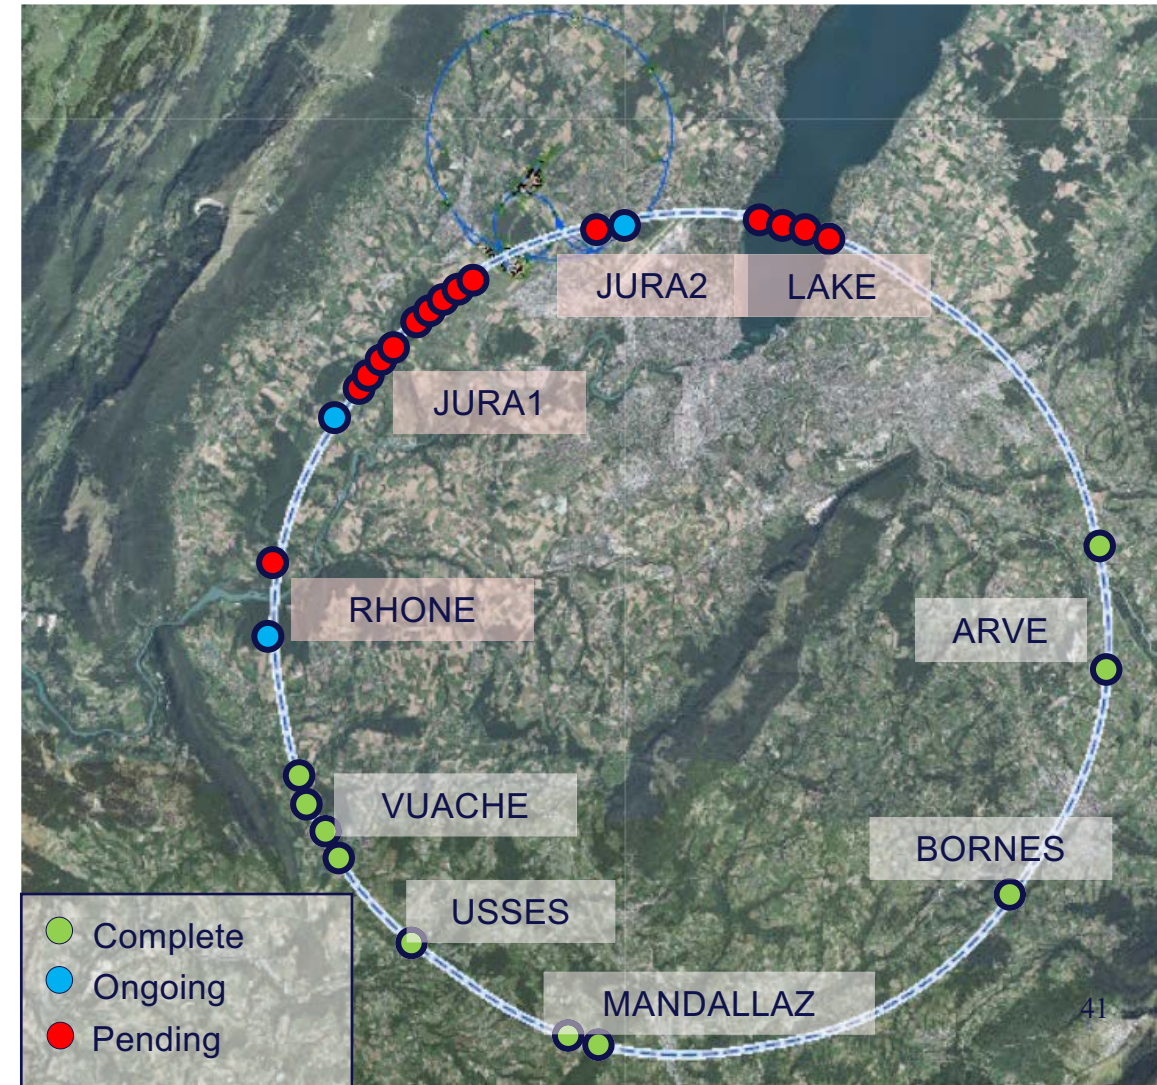 JURA2
LAKE
JURA1
RHONE
ARVE
VUACHE
BORNES
USSES
MANDALLAZ
41
Complete
Ongoing
Pending